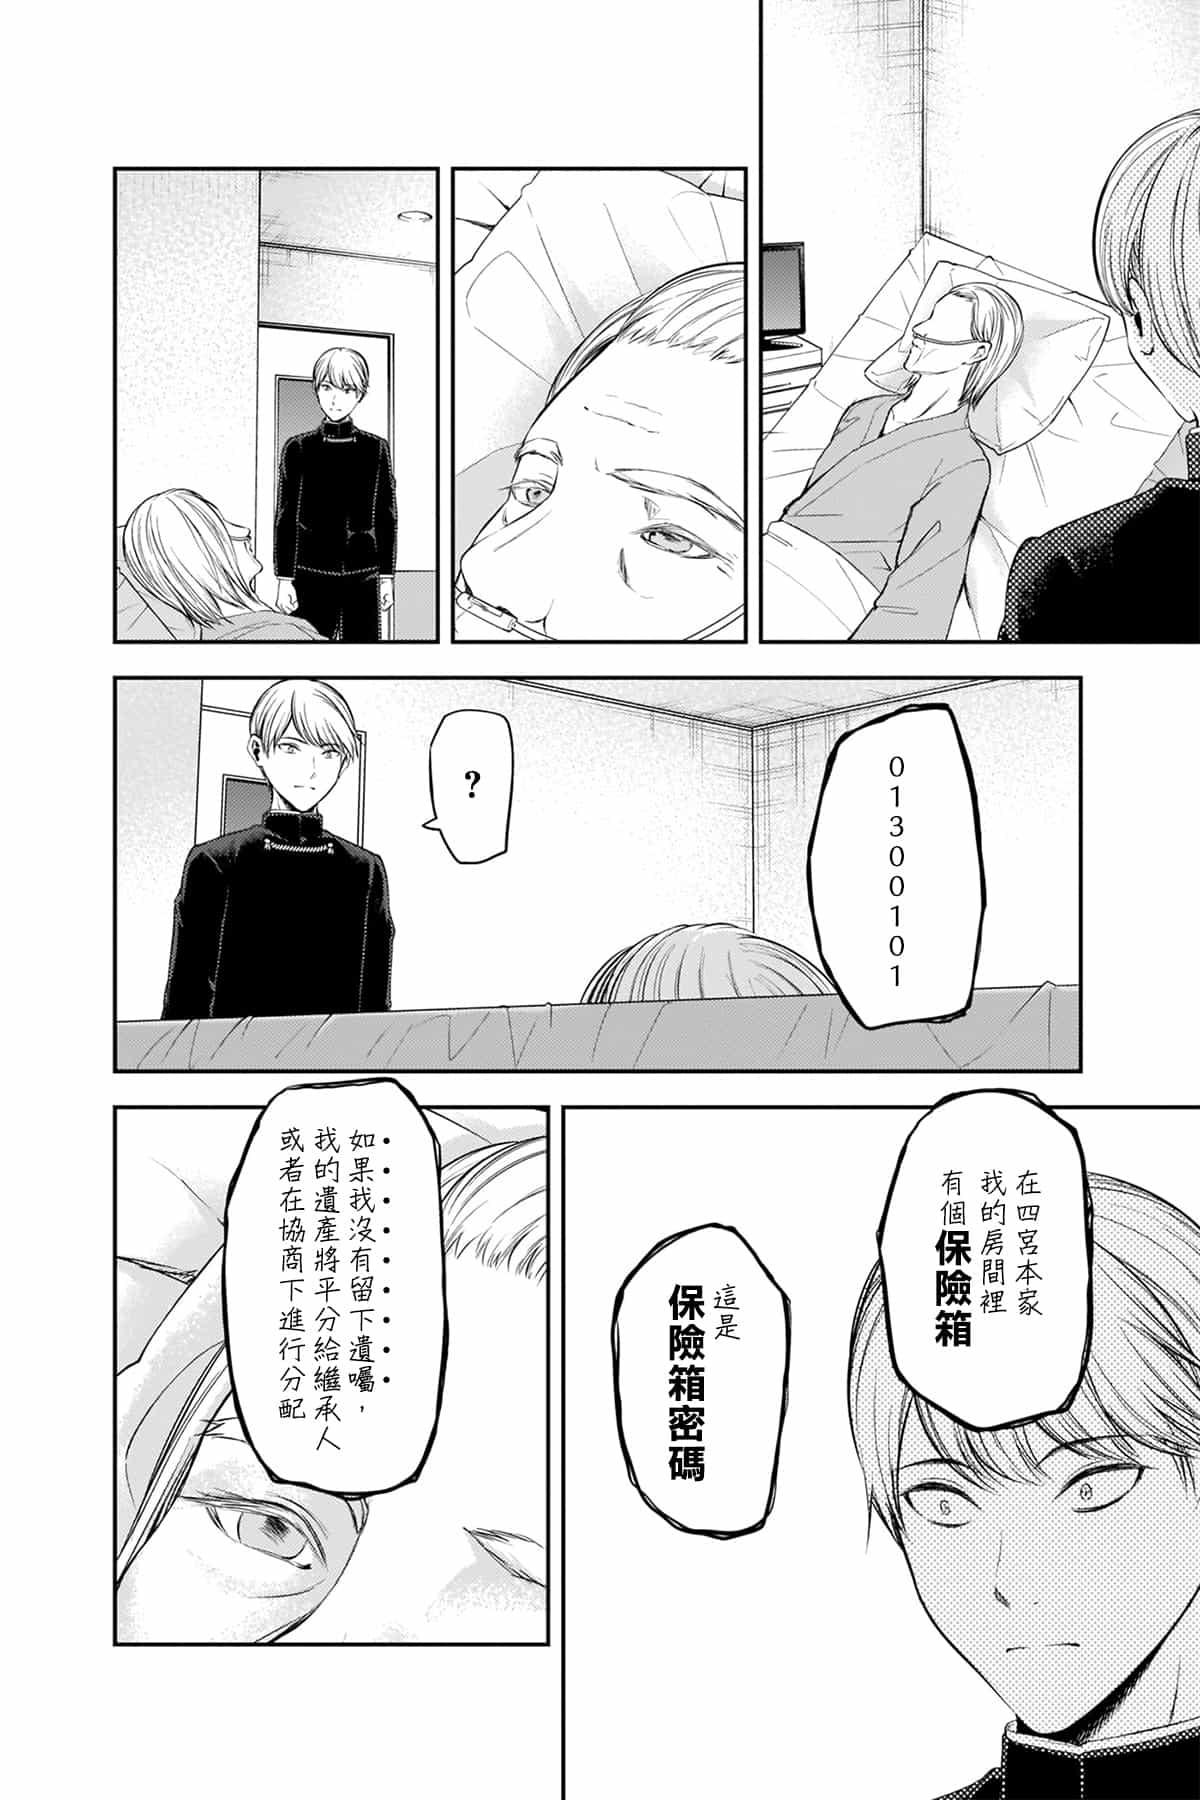 01300101
?
在四宮本家
我的房間裡
有個保險箱
這是
保險箱密碼
如果我沒有留下遺囑，
我的遺產將平分給繼承人
或者在協商下進行分配